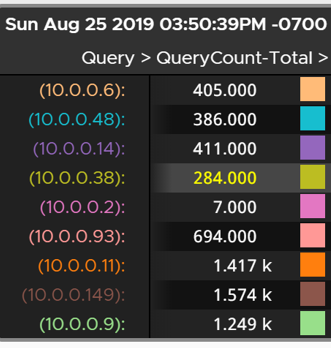 Sun Aug 25 2019 03:50:39PM -0700
Query > QueryCount-Total >
(10.0.0.6): 405.000
(10.0.0.48): 386.000
(10.0.0.14): 411.000
(10.0.0.38): 284.000
(10.0.0.2): 7.000
(10.0.0.93): 694.000
(10.0.0.11): 1.417 k
(10.0.0.149): 1.574 k
(10.0.0.9): 1.249 k